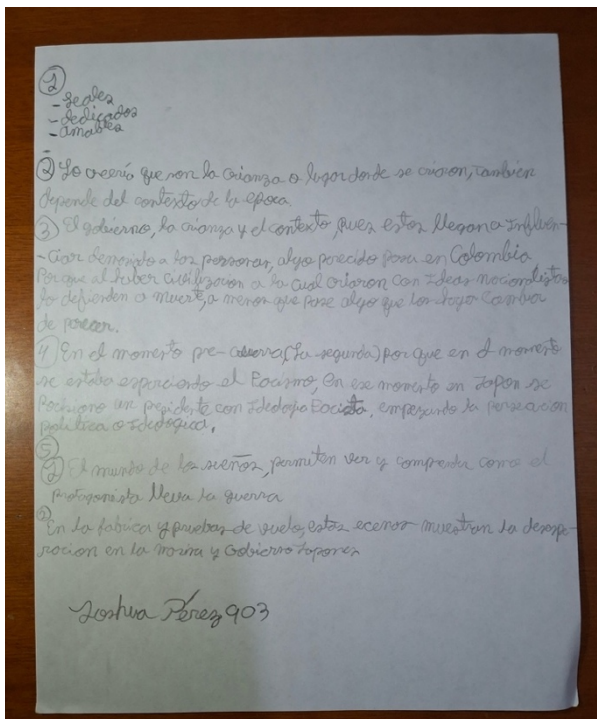 1
- Leales
- dedicados
- amables
-
2 Yo creería que son la crianza o lugar donde se criaron, tambien
depende del contexto de la epoca.
3 El gobierno, la crianza y el contexto, pues estos llegan a Influen-
-ciar demasiado a las personas, algo parecido pasa en Colombia
Porque al haber civilizacion a la cual criaron con Ideas nacionalistas
lo defienden a muerte, a menos que pase algo que los haga cambiar
de parecer.
4 En el momento pre-guerra, (La segunda) por que en el momento
se estaba esparciendo el Facismo, en ese momento en Japon se
un presidente con Ideologia Facista, empezando la persecucion
politica o Ideologica.
5
1 El mundo de los sueños, permiten ver y comprender como el
protagonista lleva la guerra
2 En la fabrica y pruebas de vuelo, estas ecenas muestran la desespe-
racion en la marina y Gobierno Japones
Joshua Pérez 903